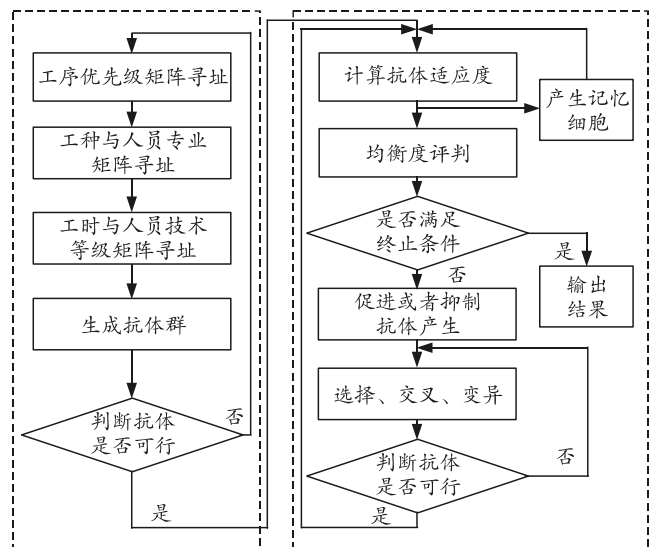 工序优先级矩阵寻址
工种与人员专业
矩阵寻址
工时与人员技术
等级矩阵寻址
生成抗体群
判断抗体
是否可行
否
是
计算抗体适应度
产生记忆
细胞
均衡度评判
是否满足
终止条件
是
否
输出
结果
促进或者抑制
抗体产生
选择、交叉、变异
判断抗体
是否可行
否
是